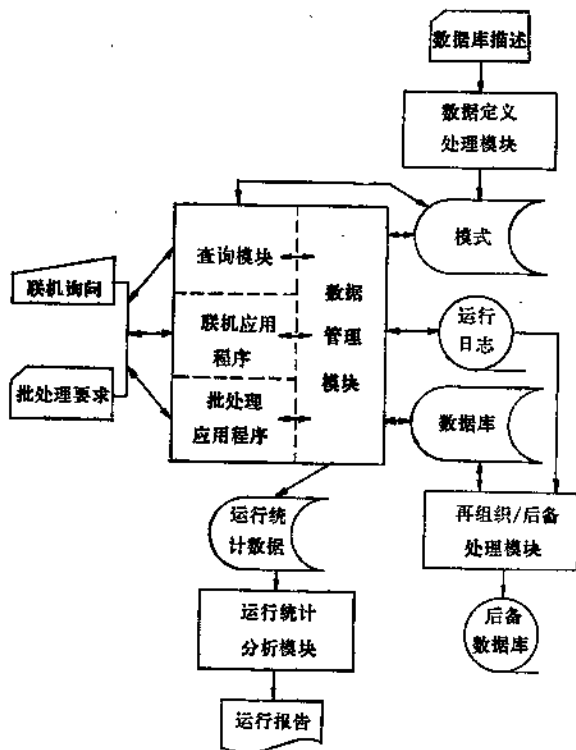 数据库描述
数据定义
处理模块
模式
查询模块
联机询问
联机应用
程序
数据
管理
模块
运行
日志
批处理要求
批处理
应用程序
数据库
运行统
计数据
再组织/后备
处理模块
运行统计
分析模块
后备
数据库
运行报告